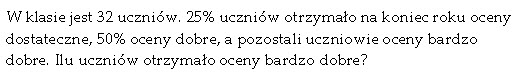 W klasie jest 32 uczniów. 25% uczniów otrzymało na koniec roku oceny
dostateczne, 50% oceny dobre, a pozostali uczniowie oceny bardzo
dobre. Ilu uczniów otrzymało oceny bardzo dobre?